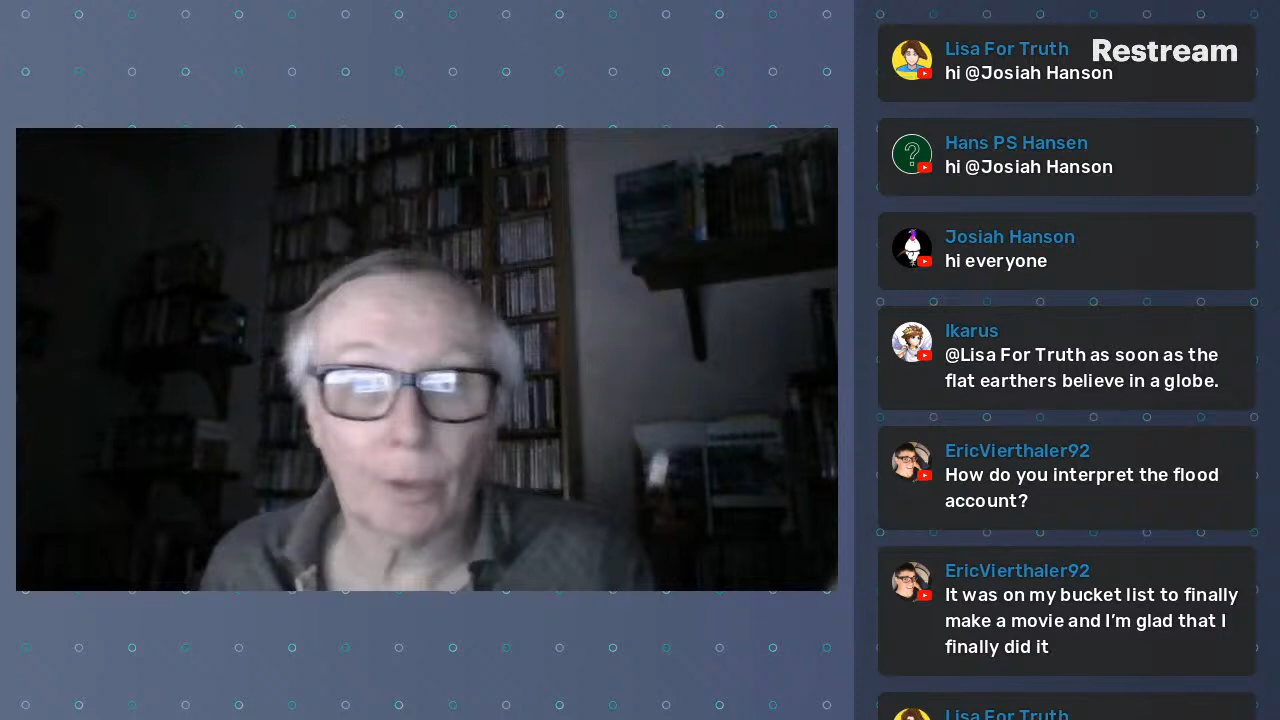 Restream
Lisa For Truth
hi @Josiah Hanson
Hans PS Hansen
hi @Josiah Hanson
Josiah Hanson
hi everyone
Ikarus
@Lisa For Truth as soon as the
flat earthers believe in a globe.
EricVierthaler92
How do you interpret the flood
account?
EricVierthaler92
It was on my bucket list to finally
make a movie and I’m glad that I
finally did it
Lisa For Truth